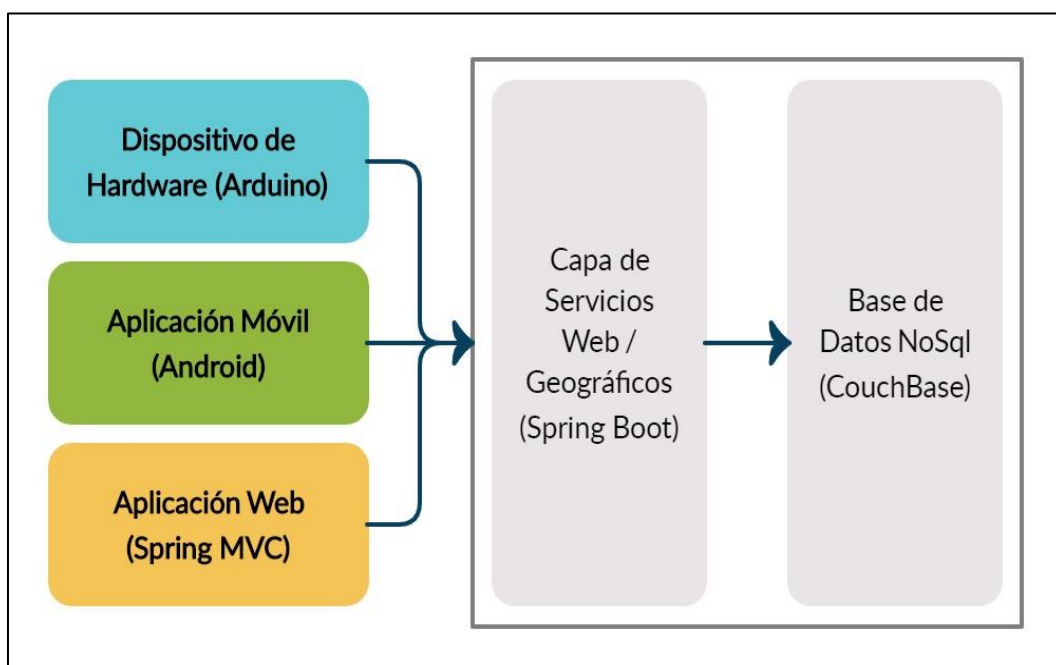 Dispositivo de
Hardware (Arduino)
Aplicación Móvil
(Android)
Aplicación Web
(Spring MVC)
Capa de
Servicios
Web /
Geográficos
(Spring Boot)
Base de
Datos NoSql
(CouchBase)